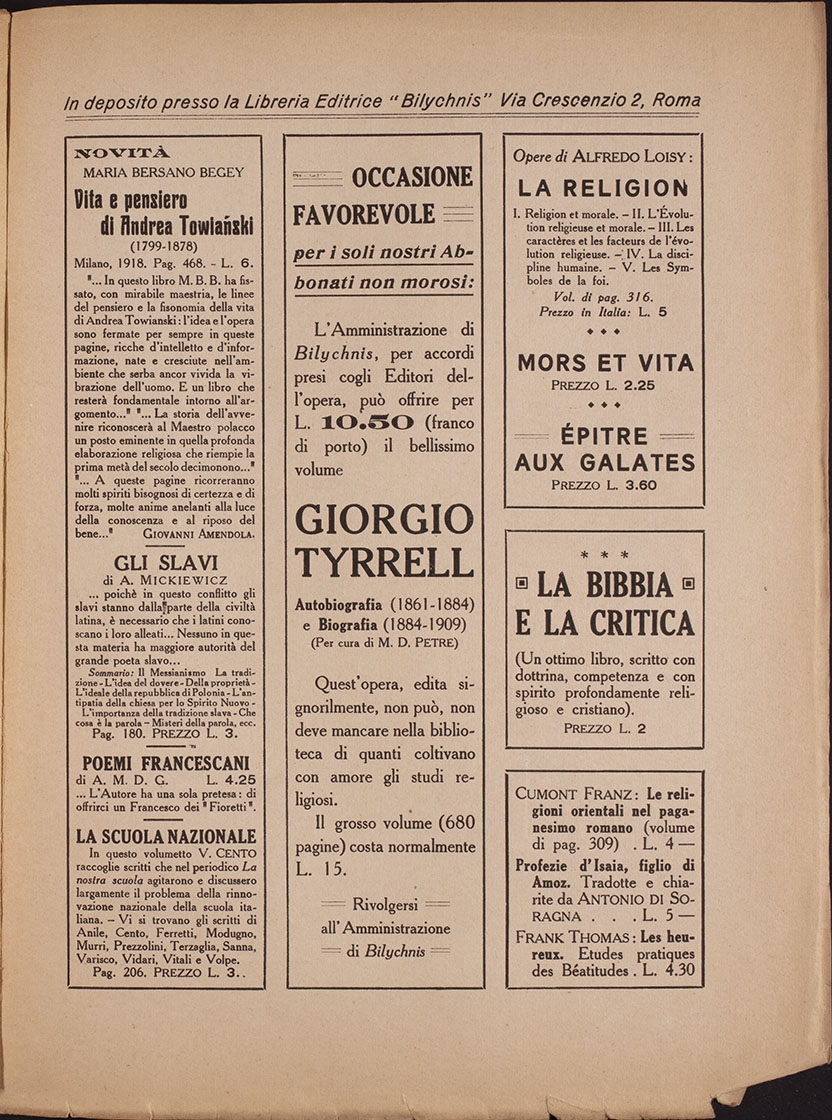 In deposito presso la Libreria Editrice "Bilychnis" Via Crescenzio 2, Roma
NOVITÀ
MARIA BERSANO BEGEY
Vita e pensiero
di Andrea Towiański
(1799-1878)
Milano, 1918. Pag. 468. - L. 6.
"... In questo libro M. B. B. ha fis-
sato, con mirabile maestria, le linee
del pensiero e la fisonomia della vita
di Andrea Towianski: l'idea e l'opera
sono fermate per sempre in queste
pagine, ricche d'intelletto e d'infor-
mazione, nate e cresciute nell'am-
biente che serba ancor vivida la vi-
brazione dell'uomo. E un libro che
resterà fondamentale intorno all'ar-
gomento..." "... La storia dell'avve-
nire riconoscerà al Maestro polacco
un posto eminente in quella profonda
elaborazione religiosa che riempie la
prima metà del secolo decimonono..."
"... A queste pagine ricorreranno
molti spiriti bisognosi di certezza e di
forza, molte anime anelanti alla luce
della conoscenza e al riposo del
bene..." GIOVANNI AMENDOLA.
GLI SLAVI
di A. MICKIEWICZ
... poichè in questo conflitto gli
slavi stanno dalla parte della civiltà
latina, è necessario che i latini cono-
scano i loro alleati... Nessuno in que-
sta materia ha maggiore autorità del
grande poeta slavo...
Sommario: Il Messianismo La tradi-
zione - L'idea del dovere - Della proprietà -
L'ideale della repubblica di Polonia - L'an-
tipatia della chiesa per lo Spirito Nuovo -
L'importanza della tradizione slava - Che
cosa è la parola - Misteri della parola, ecc.
Pag. 180. PREZZO L. 3.
POEMI FRANCESCANI
di A. M. D. G. L. 4.25
... L'Autore ha una sola pretesa: di
offrirci un Francesco dei "Fioretti".
LA SCUOLA NAZIONALE
In questo volumetto V. CENTO
raccoglie scritti che nel periodico La
nostra scuola agitarono e discussero
largamente il problema della rinno-
vazione nazionale della scuola ita-
liana. - Vi si trovano gli scritti di
Anile, Cento, Ferretti, Modugno,
Murri, Prezzolini, Terzaglia, Sanna,
Varisco, Vidari, Vitali e Volpe.
Pag. 206. PREZZO L. 3..
OCCASIONE
FAVOREVOLE
per i soli nostri Ab-
bonati non morosi:
L'Amministrazione di
Bilychnis, per accordi
presi cogli Editori del-
l'opera, può offrire per
L. 10.50 (franco
di porto) il bellissimo
volume
GIORGIO
TYRRELL
Autobiografia (1861-1884)
e Biografia (1884-1909)
(Per cura di M. D. PETRE)
Quest'opera, edita si-
gnorilmente, non può, non
deve mancare nella biblio-
teca di quanti coltivano
con amore gli studi re-
ligiosi.
Il grosso volume (680
pagine) costa normalmente
L. 15.
Rivolgersi
all'Amministrazione
di Bilychnis
Opere di ALFREDO LOISY:
LA RELIGION
I. Religion et morale. - II. L'Évolu-
tion religieuse et morale. - III. Les
caractères et les facteurs de l'évo-
lution religieuse. - IV. La disci-
pline humaine. - V. Les Sym-
boles de la foi.
Vol. di pag. 316.
Prezzo in Italia: L. 5
MORS ET VITA
PREZZO L. 2.25
ÉPITRE
AUX GALATES
PREZZO L. 3.60
* * *
LA BIBBIA
E LA CRITICA
(Un ottimo libro, scritto con
dottrina, competenza e con
spirito profondamente reli-
gioso e cristiano).
PREZZO L. 2
CUMONT FRANZ: Le reli-
gioni orientali nel paga-
nesimo romano (volume
di pag. 309) . L. 4 —
Profezie d'Isaia, figlio di
Amoz. Tradotte e chia-
rite da ANTONIO DI SO-
RAGNA . . . L. 5 —
FRANK THOMAS: Les heu-
reux. Etudes pratiques
des Béatitudes . L. 4.30